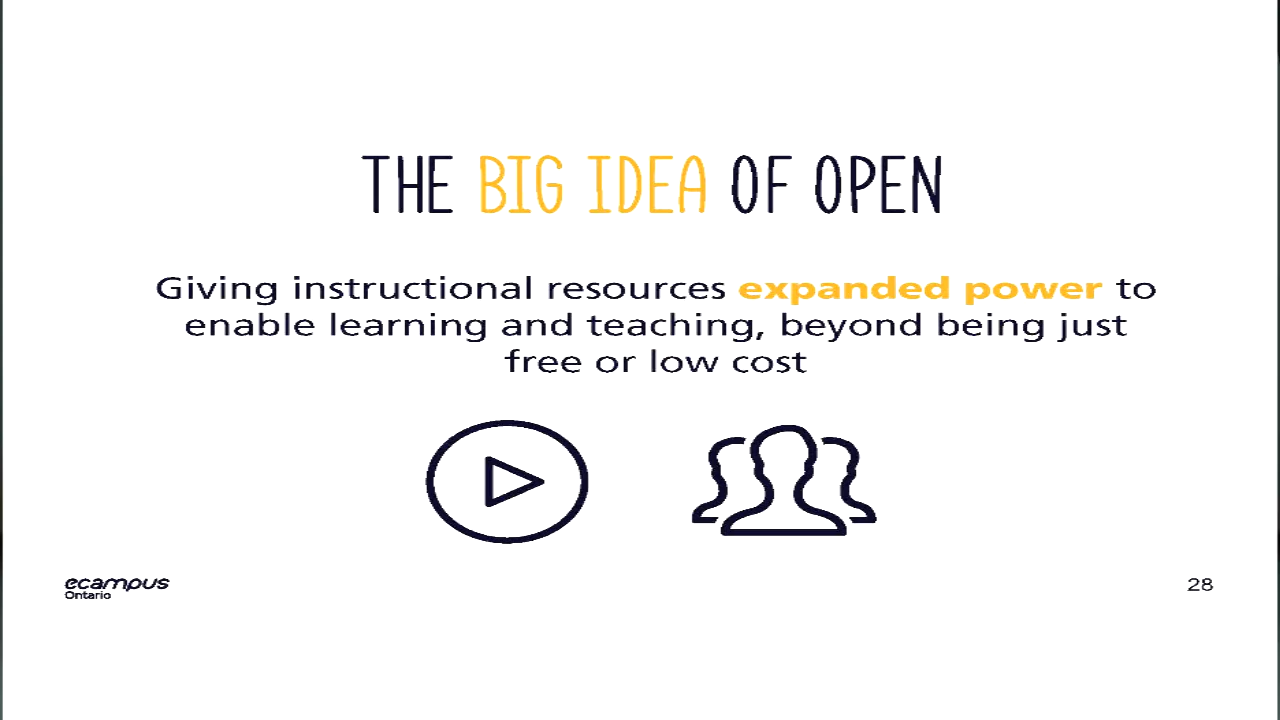 THE BIG IDEA OF OPEN
Giving instructional resources expanded power to
enable learning and teaching, beyond being just
free or low cost
ecampus
Ontario
28